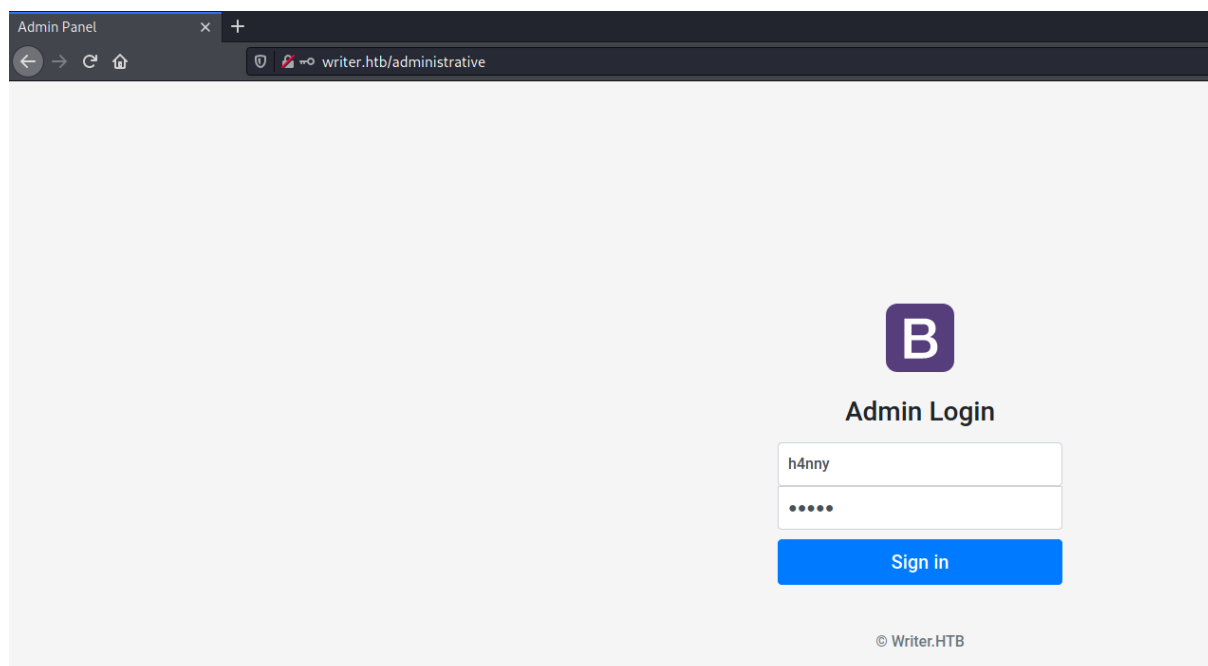 Admin Panel
writer.htb/administrative
B
Admin Login
h4nny
•••••
Sign in
© Writer.HTB